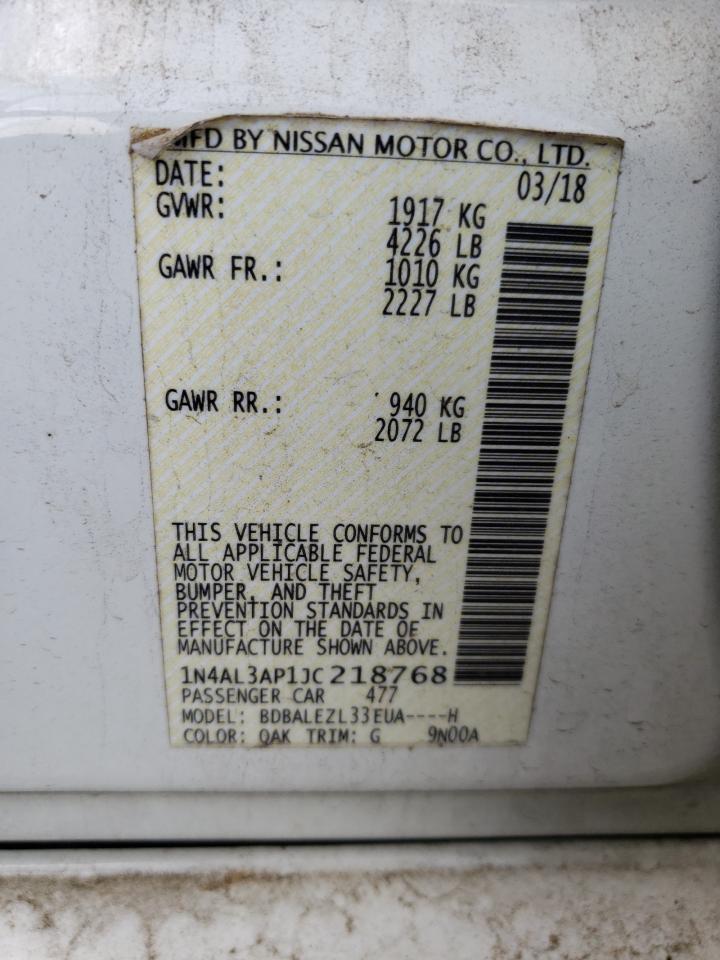 MFD BY NISSAN MOTOR CO., LTD.
DATE: 03/18
GVWR: 1917 KG
4226 LB
GAWR FR.: 1010 KG
2227 LB
GAWR RR.: 940 KG
2072 LB
THIS VEHICLE CONFORMS TO
ALL APPLICABLE FEDERAL
MOTOR VEHICLE SAFETY,
BUMPER, AND THEFT
PREVENTION STANDARDS IN
EFFECT ON THE DATE OF
MANUFACTURE SHOWN ABOVE.
1N4AL3AP1JC218768
PASSENGER CAR 477
MODEL: BDBALEZL33EUA----H
COLOR: QAK TRIM: G 9N00A